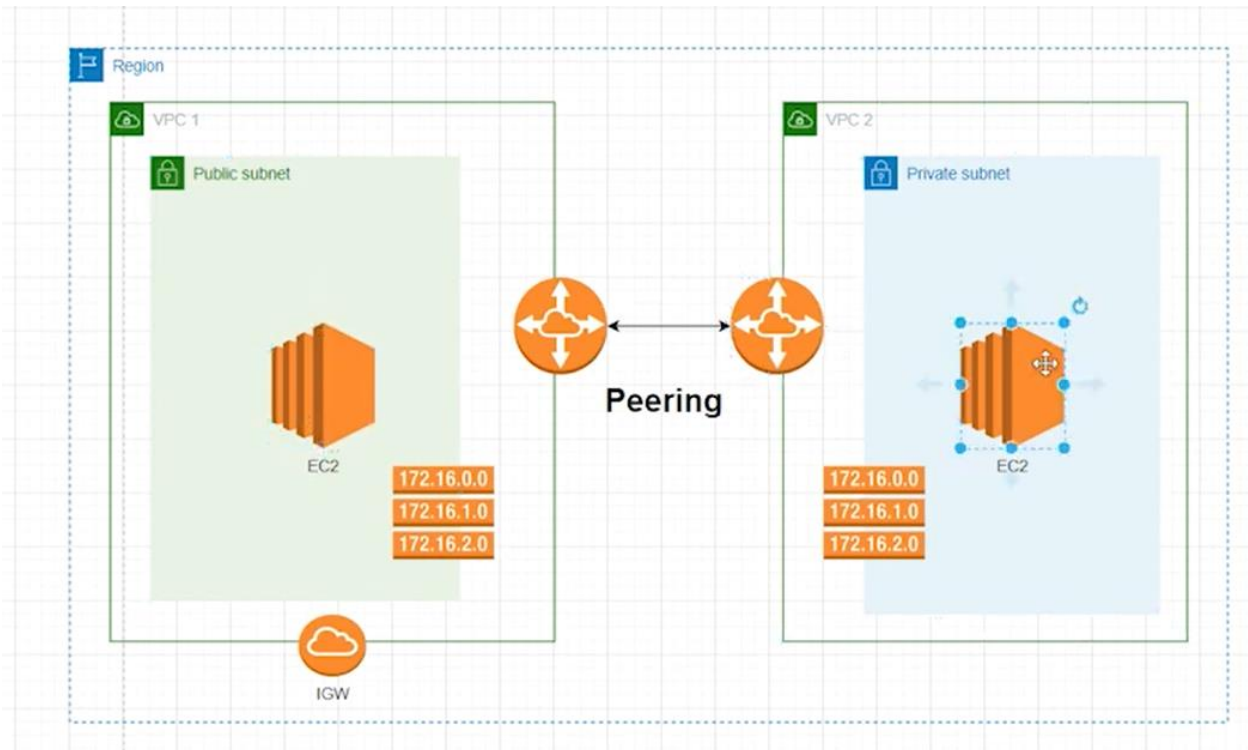 Region
VPC 1
Public subnet
EC2
172.16.0.0
172.16.1.0
172.16.2.0
IGW
Peering
VPC 2
Private subnet
EC2
172.16.0.0
172.16.1.0
172.16.2.0